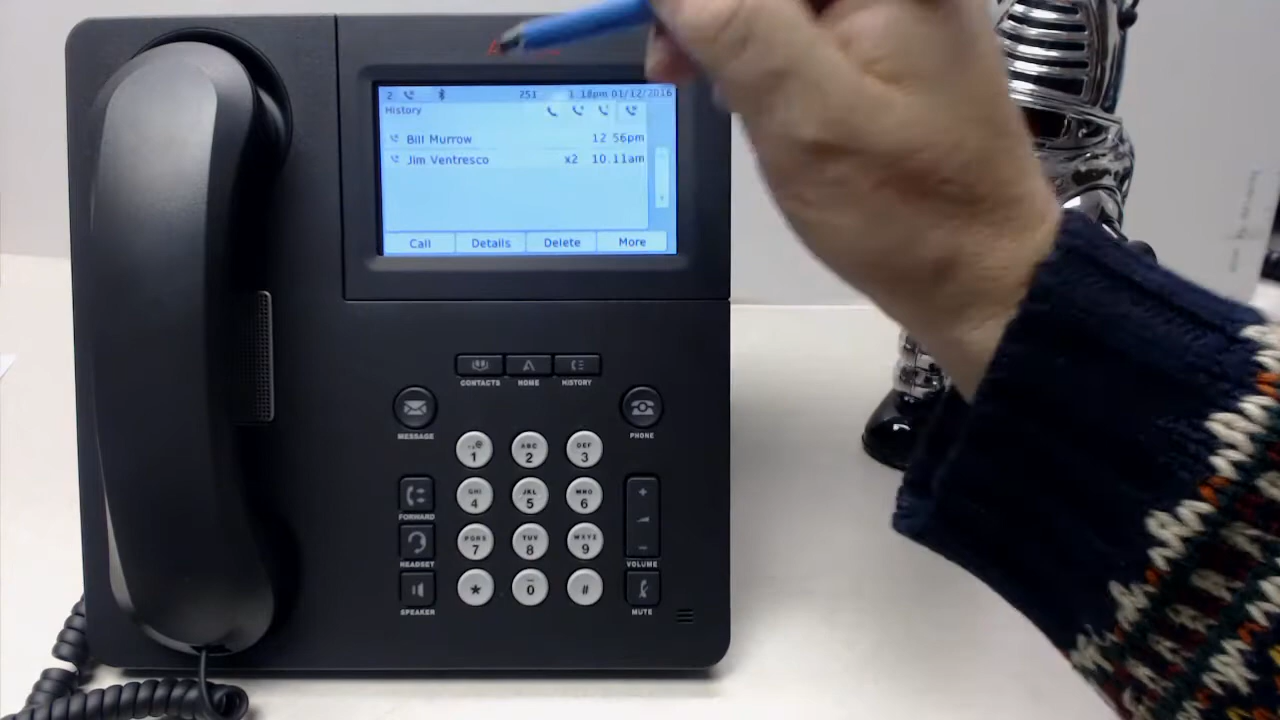 2 251 1 18pm 01/12/2016
History
Bill Murrow 12 56pm
Jim Ventresco x2 10.11am
Call Details Delete More
CONTACTS HOME HISTORY
MESSAGE PHONE
.,@ 1 ABC 2 DEF 3
GHI 4 JKL 5 MNO 6
FORWARD
PQRS 7 TUV 8 WXYZ 9
HEADSET VOLUME
* 0 #
SPEAKER MUTE